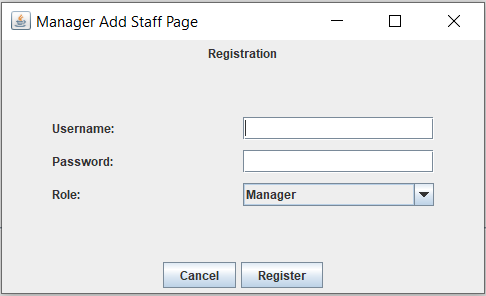 Manager Add Staff Page
Registration
Username:
Password:
Role: Manager
Cancel Register